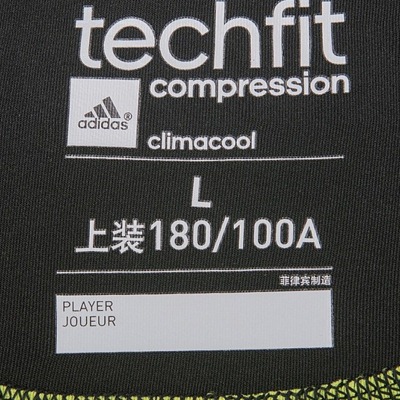 techfit
compression
adidas
climacool
L
上装180/100A
菲律宾制造
PLAYER
JOUEUR